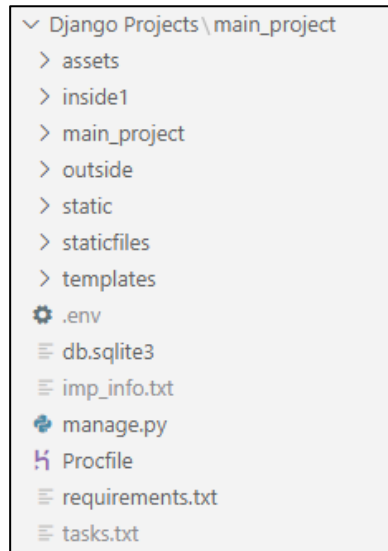 Django Projects\main_project
assets
inside1
main_project
outside
static
staticfiles
templates
.env
db.sqlite3
imp_info.txt
manage.py
Procfile
requirements.txt
tasks.txt